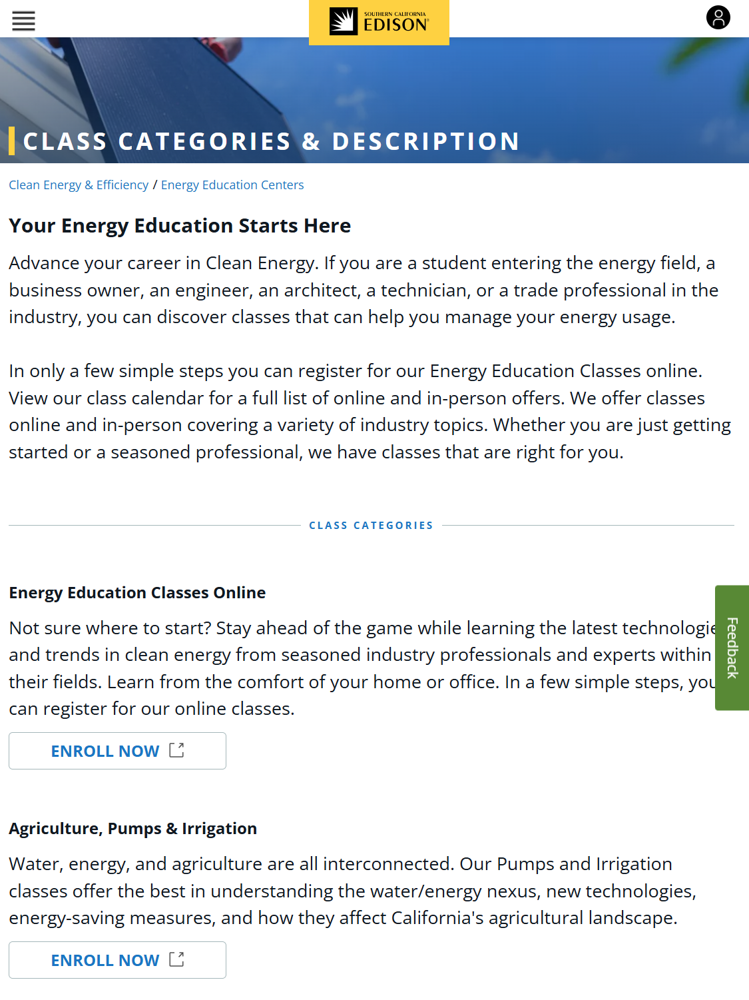 SOUTHERN CALIFORNIA
EDISON
CLASS CATEGORIES & DESCRIPTION
Clean Energy & Efficiency / Energy Education Centers
Your Energy Education Starts Here
Advance your career in Clean Energy. If you are a student entering the energy field, a
business owner, an engineer, an architect, a technician, or a trade professional in the
industry, you can discover classes that can help you manage your energy usage.
In only a few simple steps you can register for our Energy Education Classes online.
View our class calendar for a full list of online and in-person offers. We offer classes
online and in-person covering a variety of industry topics. Whether you are just getting
started or a seasoned professional, we have classes that are right for you.
CLASS CATEGORIES
Energy Education Classes Online
Not sure where to start? Stay ahead of the game while learning the latest technologie
and trends in clean energy from seasoned industry professionals and experts within
their fields. Learn from the comfort of your home or office. In a few simple steps, you
can register for our online classes.
Feedback
ENROLL NOW
Agriculture, Pumps & Irrigation
Water, energy, and agriculture are all interconnected. Our Pumps and Irrigation
classes offer the best in understanding the water/energy nexus, new technologies,
energy-saving measures, and how they affect California's agricultural landscape.
ENROLL NOW